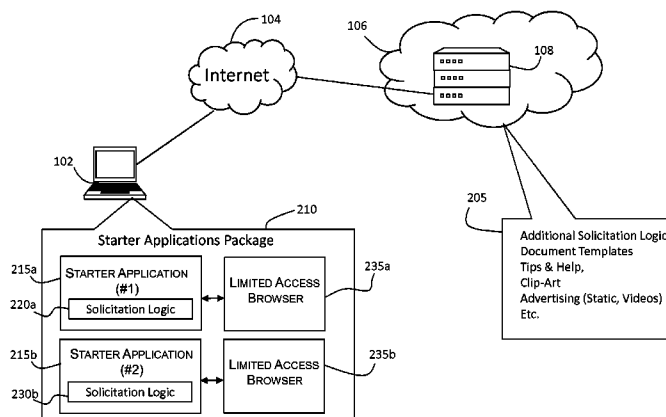 104
106
108
Internet
102
210
205
Starter Applications Package
Additional Solicitation Logic
Document Templates
Tips & Help,
Clip-Art
Advertising (Static, Videos)
Etc.
215a
STARTER APPLICATION
(#1)
220a
Solicitation Logic
LIMITED ACCESS
BROWSER
235a
215b
STARTER APPLICATION
(#2)
230b
Solicitation Logic
LIMITED ACCESS
BROWSER
235b